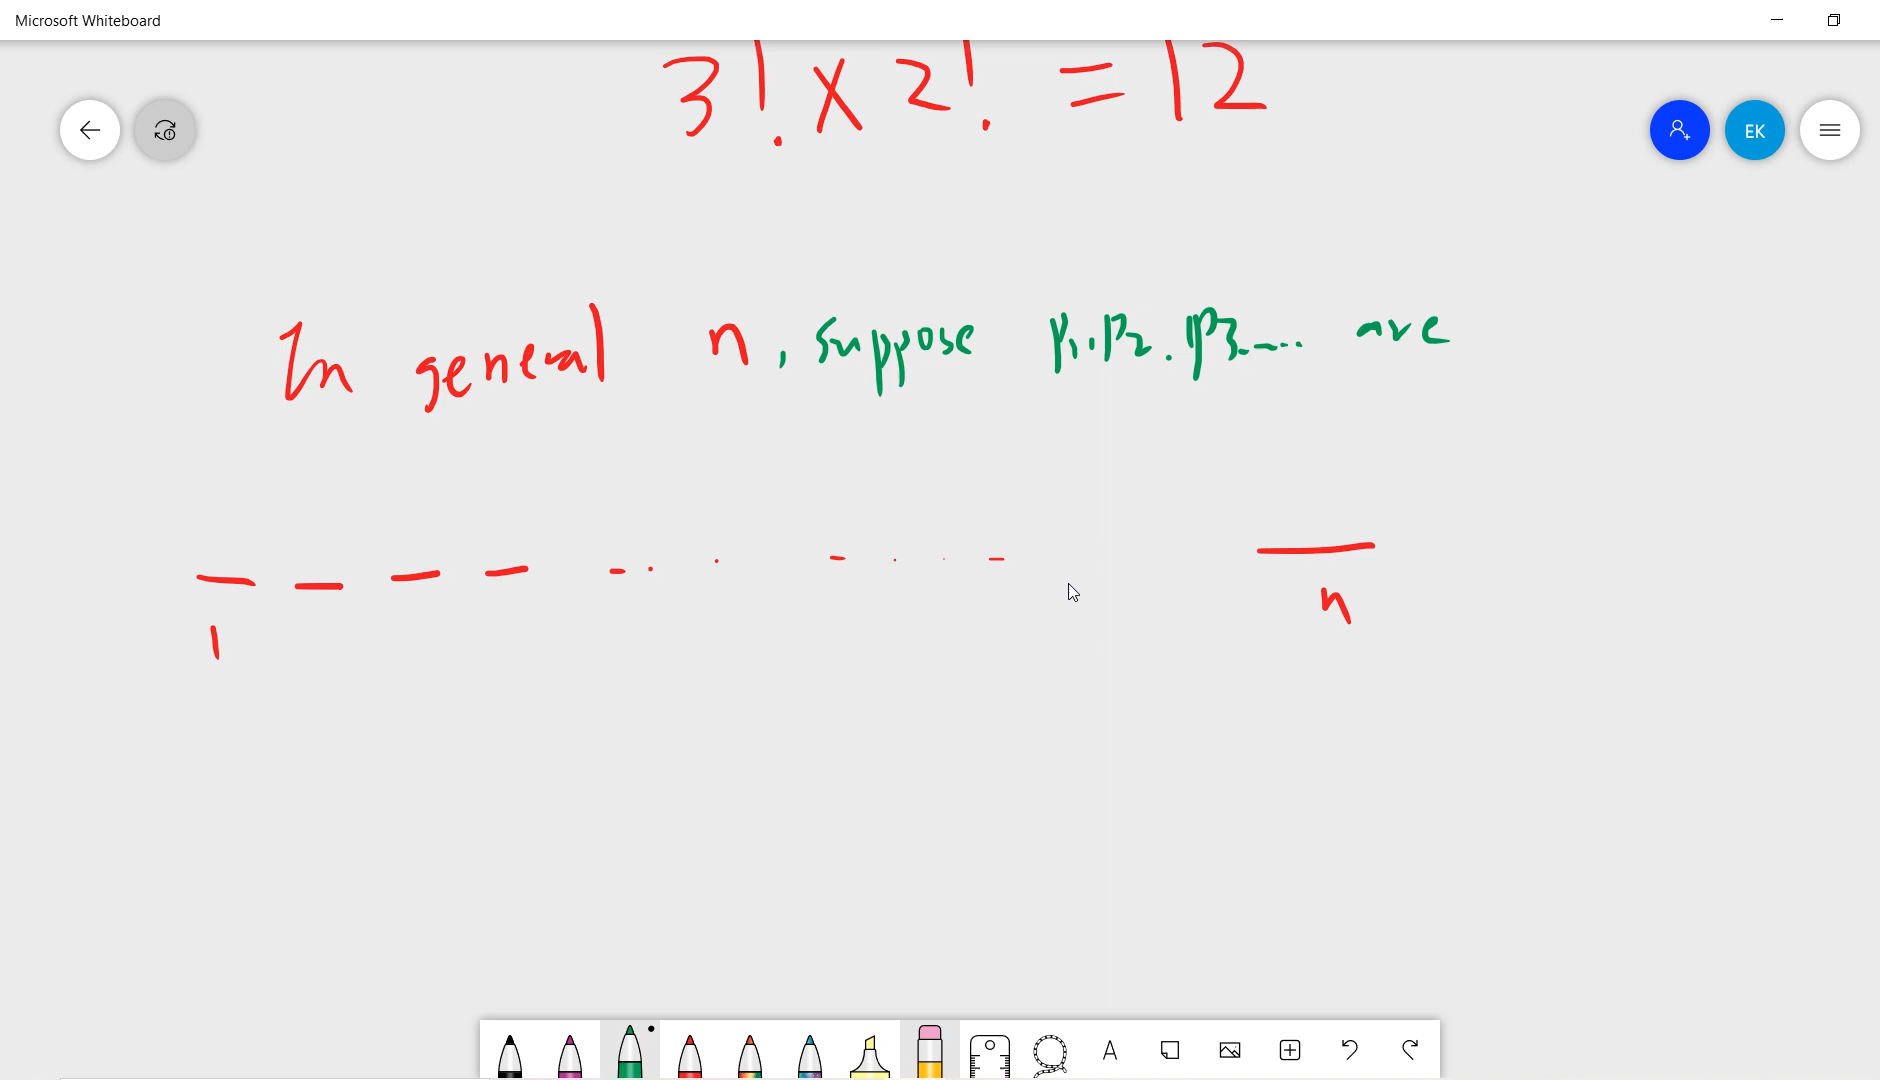 Microsoft Whiteboard
3! x 2! = 12
EK
In general n, suppose p1, p2, p3..... are
1 n